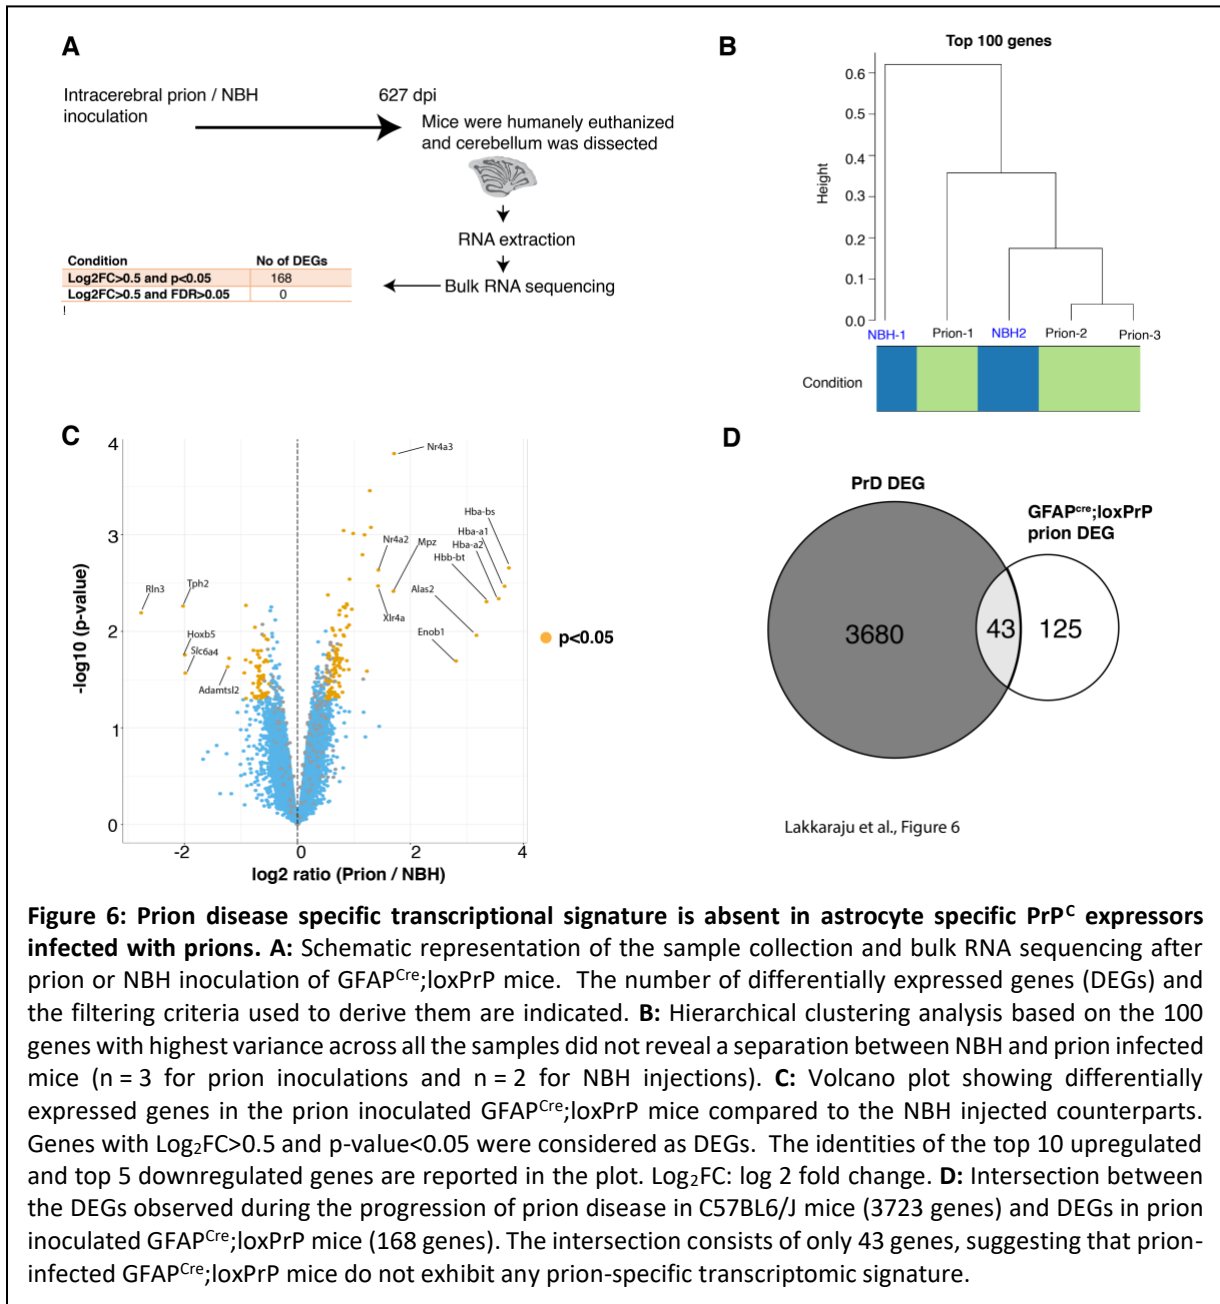 A
Intracerebral prion / NBH
inoculation
627 dpi
Mice were humanely euthanized
and cerebellum was dissected
RNA extraction
Bulk RNA sequencing
Condition No of DEGs
Log2FC>0.5 and p<0.05 168
Log2FC>0.5 and FDR>0.05 0
!
B
Top 100 genes
Height
0.6
0.5
0.4
0.3
0.2
0.1
0.0
NBH-1 Prion-1 NBH2 Prion-2 Prion-3
Condition
C
-log10 (p-value)
4
3
2
1
0
-2 0 2 4
log2 ratio (Prion / NBH)
Nr4a3
Hba-bs
Hba-a1
Hba-a2
Hbb-bt
Nr4a2
Mpz
Alas2
Xlr4a
Enob1
Rln3
Tph2
Hoxb5
Slc6a4
Adamtsl2
p<0.05
D
PrD DEG
GFAPcre;loxPrP
prion DEG
3680
43
125
Lakkaraju et al., Figure 6
Figure 6: Prion disease specific transcriptional signature is absent in astrocyte specific PrPC expressors
infected with prions. A: Schematic representation of the sample collection and bulk RNA sequencing after
prion or NBH inoculation of GFAPCre;loxPrP mice. The number of differentially expressed genes (DEGs) and
the filtering criteria used to derive them are indicated. B: Hierarchical clustering analysis based on the 100
genes with highest variance across all the samples did not reveal a separation between NBH and prion infected
mice (n = 3 for prion inoculations and n = 2 for NBH injections). C: Volcano plot showing differentially
expressed genes in the prion inoculated GFAPCre;loxPrP mice compared to the NBH injected counterparts.
Genes with Log2FC>0.5 and p-value<0.05 were considered as DEGs. The identities of the top 10 upregulated
and top 5 downregulated genes are reported in the plot. Log2FC: log 2 fold change. D: Intersection between
the DEGs observed during the progression of prion disease in C57BL6/J mice (3723 genes) and DEGs in prion
inoculated GFAPCre;loxPrP mice (168 genes). The intersection consists of only 43 genes, suggesting that prion-
infected GFAPCre;loxPrP mice do not exhibit any prion-specific transcriptomic signature.